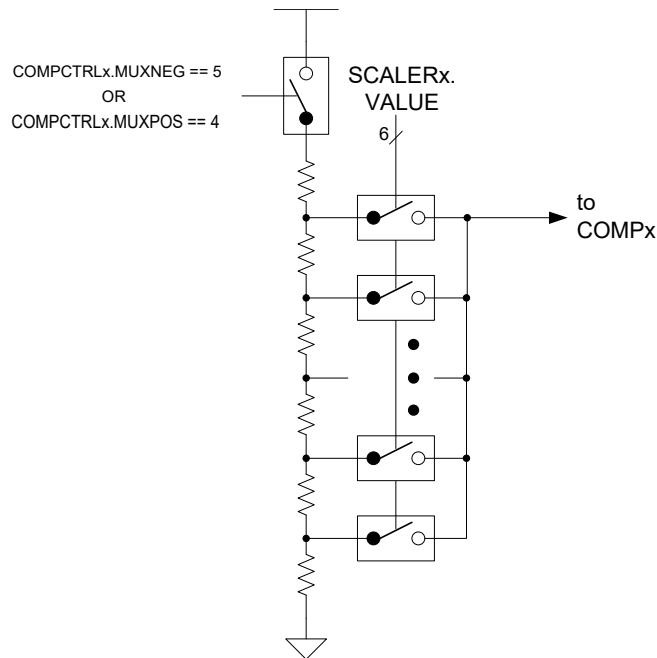 COMPCTRLx.MUXNEG == 5
OR
COMPCTRLx.MUXPOS == 4
SCALERx.
VALUE
6
to
COMPx